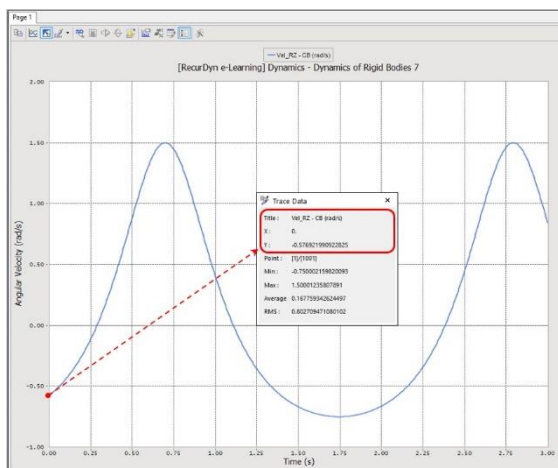 Page 1
Vel_RZ - CB (rad/s)
[RecurDyn e-Learning] Dynamics - Dynamics of Rigid Bodies 7
2.00
1.50
1.00
0.50
0.00
-0.50
-1.00
Angular Velocity (rad/s)
Trace Data
Title : Vel_RZ - CB (rad/s)
X : 0.
Y : -0.576921990922825
Point : [1]/[1001]
Min : -0.750002159820093
Max : 1.50001235807891
Average : 0.167759342624497
RMS : 0.802709471080102
0.00 0.25 0.50 0.75 1.00 1.25 1.50 1.75 2.00 2.25 2.50 2.75 3.00
Time (s)